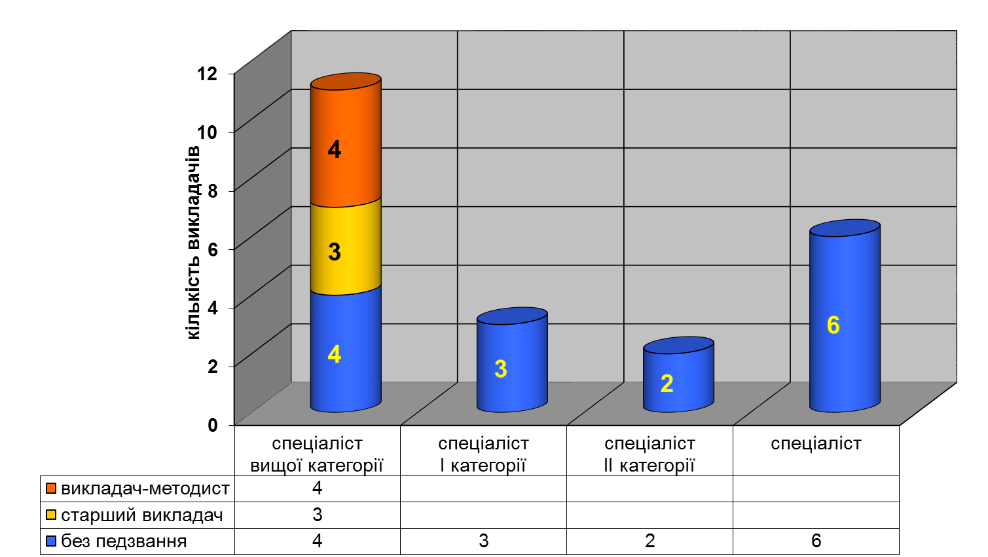 кількість викладачів
12
10
8
6
4
2
0
4
3
4
3
2
6
спеціаліст вищої категорії
спеціаліст І категорії
спеціаліст ІІ категорії
спеціаліст
викладач-методист 4
старший викладач 3
без педзвання 4 3 2 6